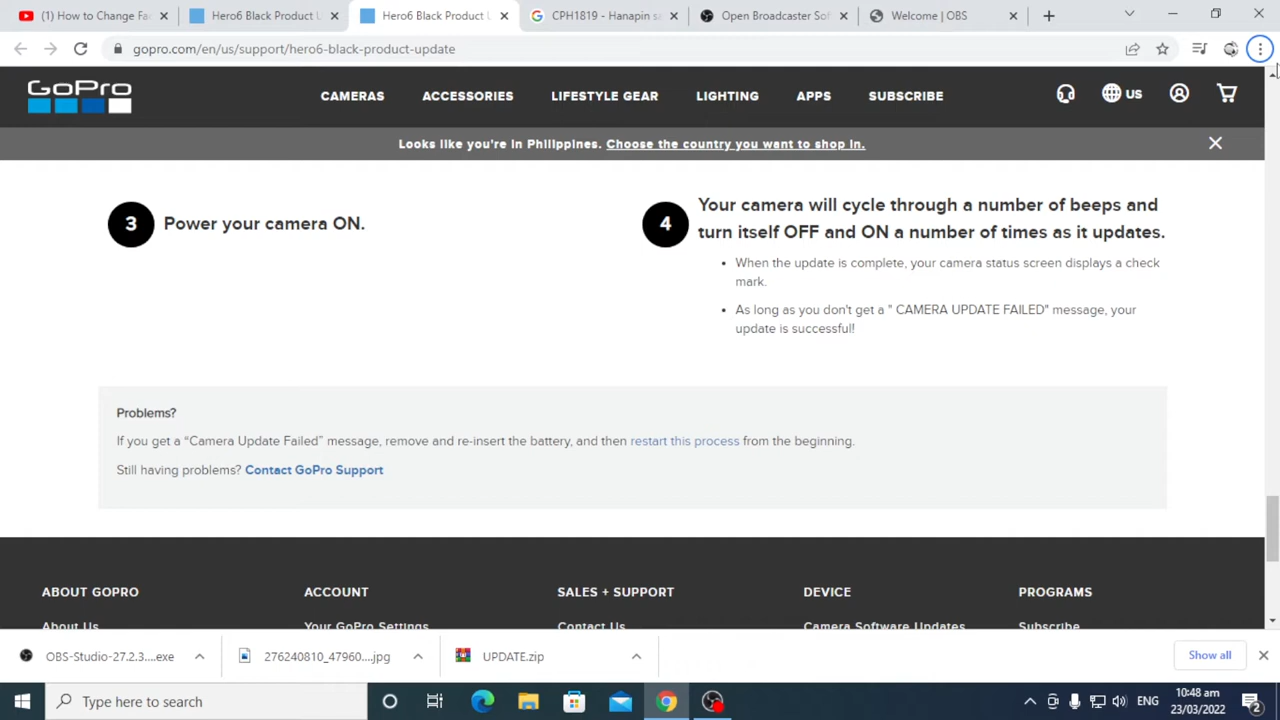 (1) How to Change Fa
Hero6 Black Product U
Hero6 Black Product U
CPH1819 - Hanapin sa
Open Broadcaster Sof
Welcome | OBS
gopro.com/en/us/support/hero6-black-product-update
GoPro
CAMERAS
ACCESSORIES
LIFESTYLE GEAR
LIGHTING
APPS
SUBSCRIBE
US
Looks like you're in Philippines. Choose the country you want to shop in.
3 Power your camera ON.
4 Your camera will cycle through a number of beeps and
turn itself OFF and ON a number of times as it updates.
• When the update is complete, your camera status screen displays a check
mark.
• As long as you don't get a " CAMERA UPDATE FAILED" message, your
update is successful!
Problems?
If you get a “Camera Update Failed” message, remove and re-insert the battery, and then restart this process from the beginning.
Still having problems? Contact GoPro Support
ABOUT GOPRO
ACCOUNT
SALES + SUPPORT
DEVICE
PROGRAMS
About Us
Your GoPro Settings
Contact Us
Camera Software Updates
Subscribe
OBS-Studio-27.2.3....exe
276240810_47960....jpg
UPDATE.zip
Show all
Type here to search
ENG
10:48 am
23/03/2022
2